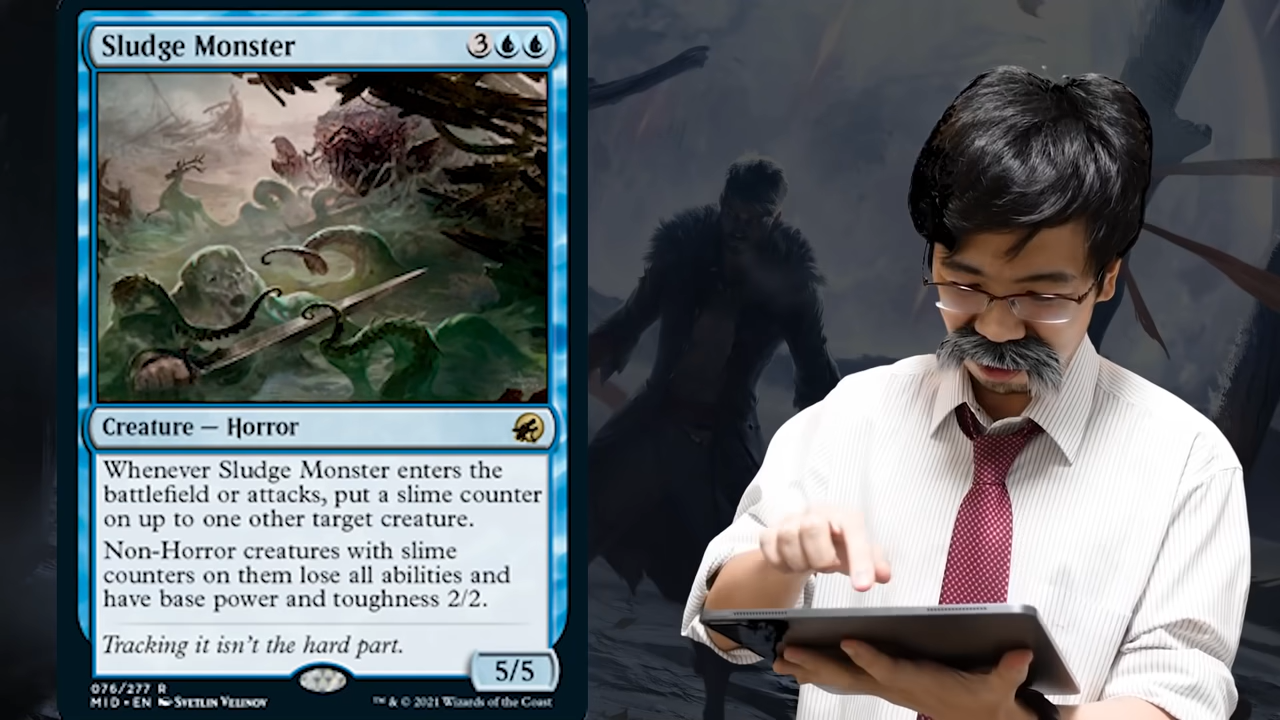 Sludge Monster 3
Creature — Horror
Whenever Sludge Monster enters the
battlefield or attacks, put a slime counter
on up to one other target creature.
Non-Horror creatures with slime
counters on them lose all abilities and
have base power and toughness 2/2.
Tracking it isn't the hard part.
5/5
076/277 R
MID • EN SVETLIN VELINOV
™ & © 2021 Wizards of the Coast